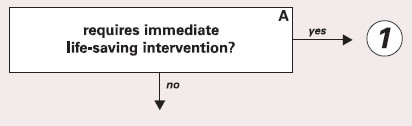 A
requires immediate
life-saving intervention?
yes
1
no